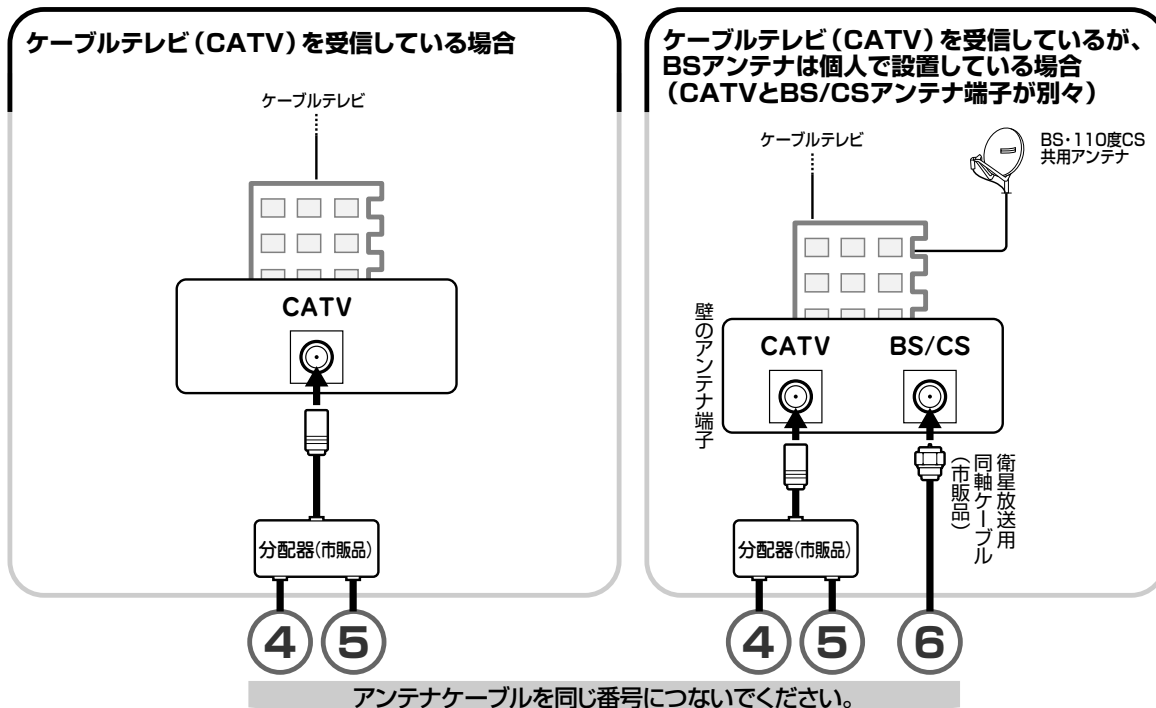 ケーブルテレビ(CATV)を受信している場合
ケーブルテレビ
CATV
分配器(市販品)
④ ⑤
ケーブルテレビ(CATV)を受信しているが、
BSアンテナは個人で設置している場合
(CATVとBS/CSアンテナ端子が別々)
ケーブルテレビ
BS・110度CS
共用アンテナ
壁のアンテナ端子
CATV BS/CS
衛星放送用
同軸ケーブル
(市販品)
分配器(市販品)
④ ⑤ ⑥
アンテナケーブルを同じ番号につないでください。